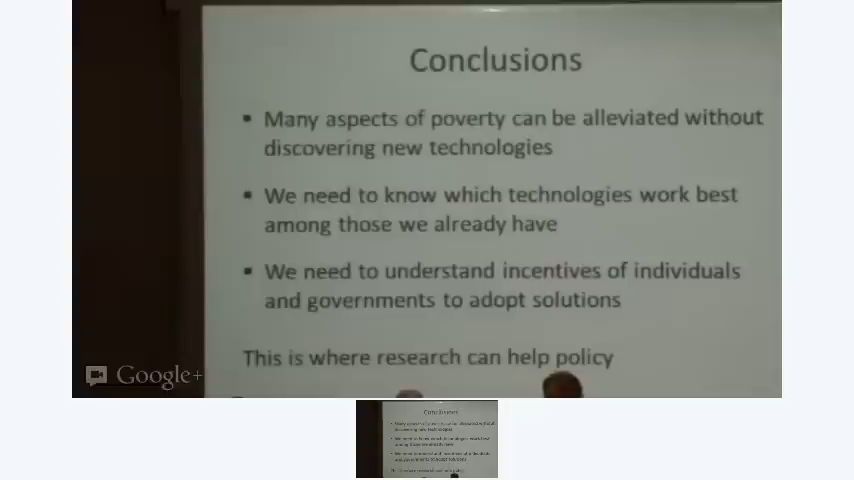 Conclusions
▪ Many aspects of poverty can be alleviated without
discovering new technologies
▪ We need to know which technologies work best
among those we already have
▪ We need to understand incentives of individuals
and governments to adopt solutions
This is where research can help policy
Google+
Conclusions